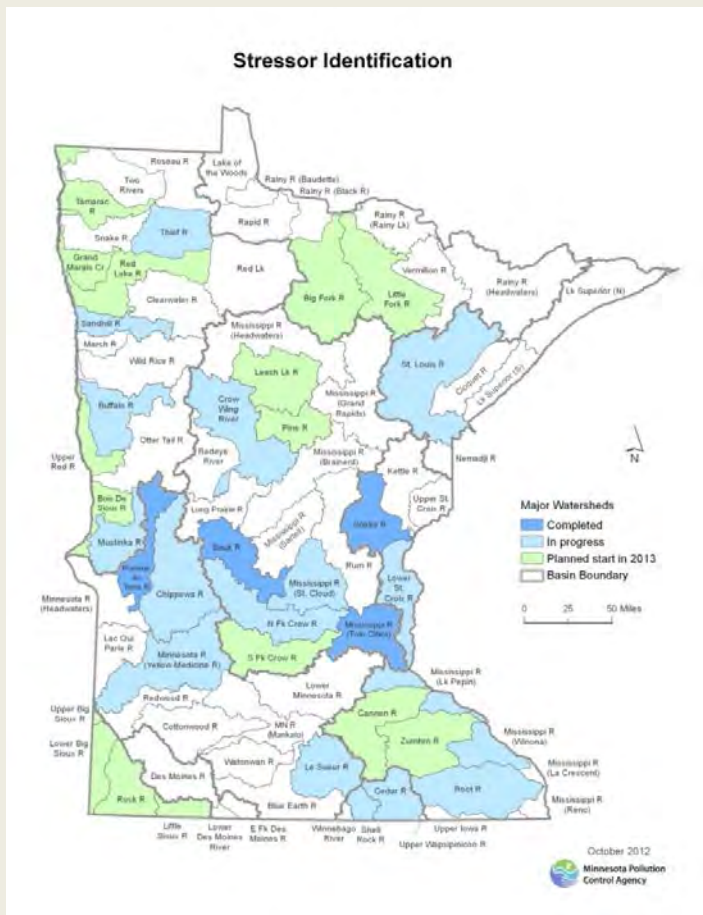 Stressor Identification
Roseau R
Lake of
the Woods
Two
Rivers
Rainy R (Baudette)
Rainy R (Black R)
Tamarac
R
Rapid R
Rainy R
(Rainy Lk)
Snake R
Thief R
Grand
Marais Cr
Red
Lake R
Red Lk
Vermilion R
Rainy R
(Headwaters)
Lk Superior (N)
Clearwater R
Big Fork R
Little
Fork R
Sandhill R
Mississippi R
(Headwaters)
Marsh R
Wild Rice R
Leech Lk R
St. Louis R
Cloquet R
Lk Superior (S)
Buffalo R
Crow
Wing
River
Mississippi R
(Grand
Rapids)
Pine R
Otter Tail R
Redeye
River
Mississippi R
(Brainerd)
Upper
Red R
Kettle R
Nemadji R
N
Bois De
Sioux R
Long Prairie R
Mississippi R
(Sartell)
Upper St.
Croix R
Major Watersheds
Completed
In progress
Planned start in 2013
Basin Boundary
0 25 50 Miles
Mustinka R
Sauk R
Snake R
Chippewa R
Mississippi R
(St. Cloud)
Rum R
Lower
St.
Croix R
Minnesota R
(Headwaters)
N Fk Crow R
Mississippi R
(Twin Cities)
Lac Qui
Parle R
Minnesota R
(Yellow Medicine R)
S Fk Crow R
Mississippi R
(Lk Pepin)
Redwood R
Lower
Minnesota R
Upper Big
Sioux R
Cottonwood R
MN R
(Mankato)
Cannon R
Mississippi R
(Winona)
Lower Big
Sioux R
Zumbro R
Watonwan R
Le Sueur R
Mississippi R
(La Crescent)
Des Moines R
Rock R
Blue Earth R
Cedar R
Root R
Mississippi R
(Reno)
Little
Sioux R
Lower
Des Moines
River
E Fk Des
Moines R
Winnebago
River
Shell
Rock R
Upper Iowa R
Upper Wapsipinicon R
October 2012
Minnesota Pollution
Control Agency